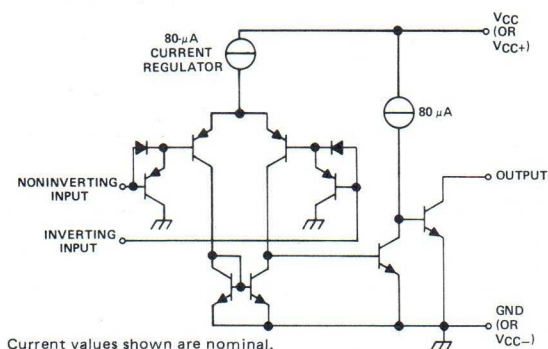 80-μA
CURRENT
REGULATOR
VCC
(OR
VCC+)
80 μA
OUTPUT
NONINVERTING
INPUT
INVERTING
INPUT
GND
(OR
VCC−)
Current values shown are nominal.